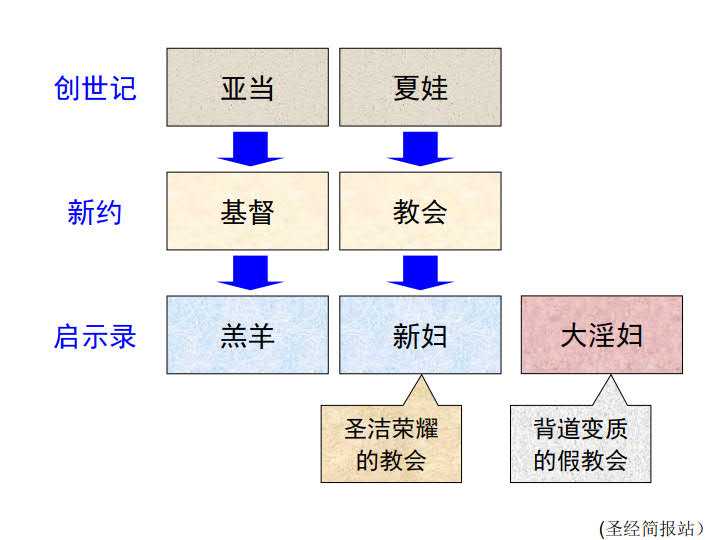 创世记 亚当 夏娃
新约 基督 教会
启示录 羔羊 新妇 大淫妇
圣洁荣耀
的教会
背道变质
的假教会
(圣经简报站）